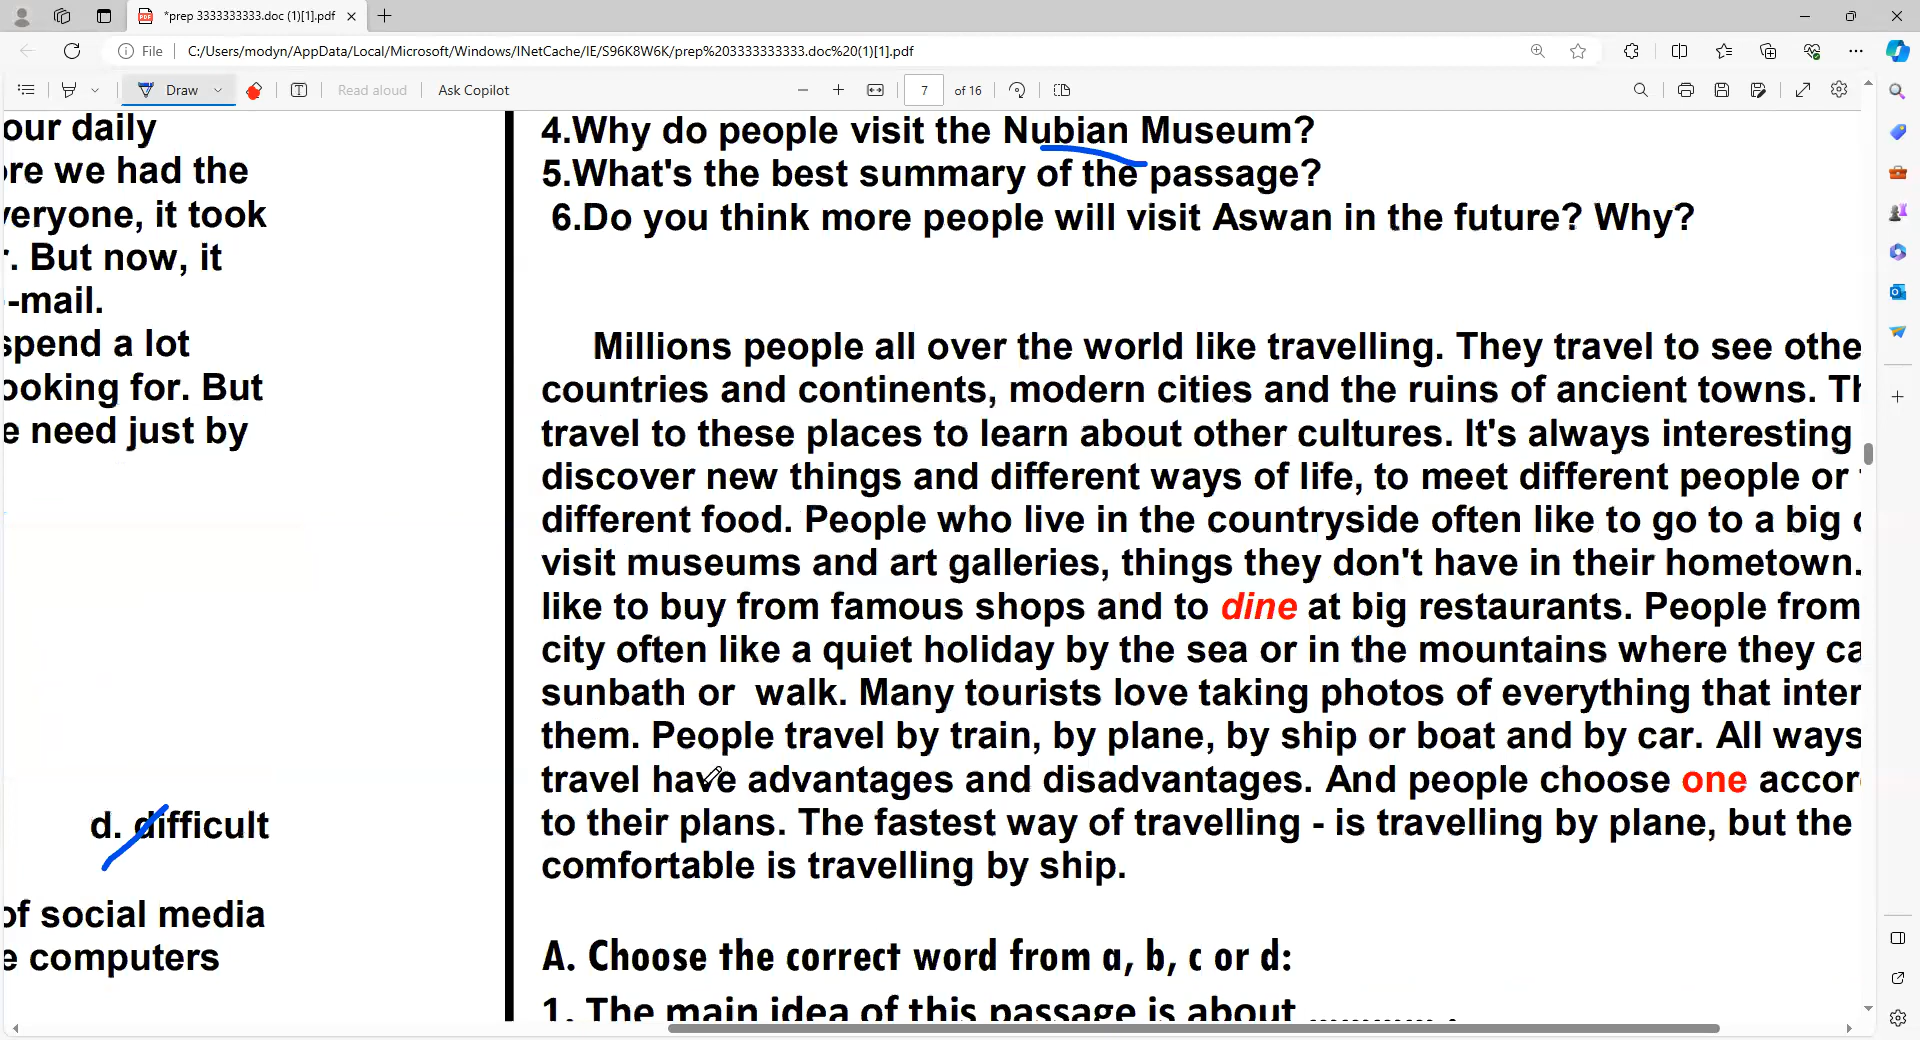 *prep 3333333333.doc (1)[1].pdf
File
C:/Users/modyn/AppData/Local/Microsoft/Windows/INetCache/IE/S96K8W6K/prep%203333333333.doc%20(1)[1].pdf
Draw
Read aloud
Ask Copilot
7 of 16
our daily
re we had the
veryone, it took
r. But now, it
-mail.
spend a lot
ooking for. But
e need just by
d. difficult
of social media
e computers
4.Why do people visit the Nubian Museum?
5.What's the best summary of the passage?
6.Do you think more people will visit Aswan in the future? Why?
Millions people all over the world like travelling. They travel to see othe
countries and continents, modern cities and the ruins of ancient towns. Th
travel to these places to learn about other cultures. It's always interesting
discover new things and different ways of life, to meet different people or
different food. People who live in the countryside often like to go to a big
visit museums and art galleries, things they don't have in their hometown.
like to buy from famous shops and to dine at big restaurants. People from
city often like a quiet holiday by the sea or in the mountains where they ca
sunbath or walk. Many tourists love taking photos of everything that inter
them. People travel by train, by plane, by ship or boat and by car. All ways
travel have advantages and disadvantages. And people choose one accor
to their plans. The fastest way of travelling - is travelling by plane, but the
comfortable is travelling by ship.
A. Choose the correct word from a, b, c or d:
1. The main idea of this passage is about ............ .